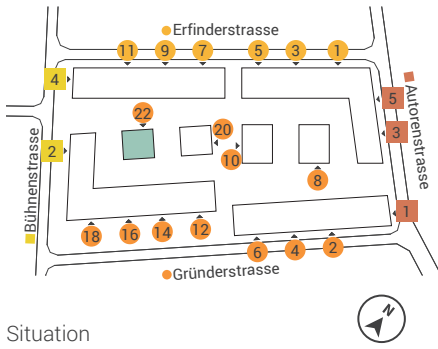 Erfinderstrasse
11 9 7 5 3 1
4
5
22
20
3
2
10
8
Autorenstrasse
Bühnenstrasse
1
18 16 14 12
6 4 2
Gründerstrasse
Situation
N